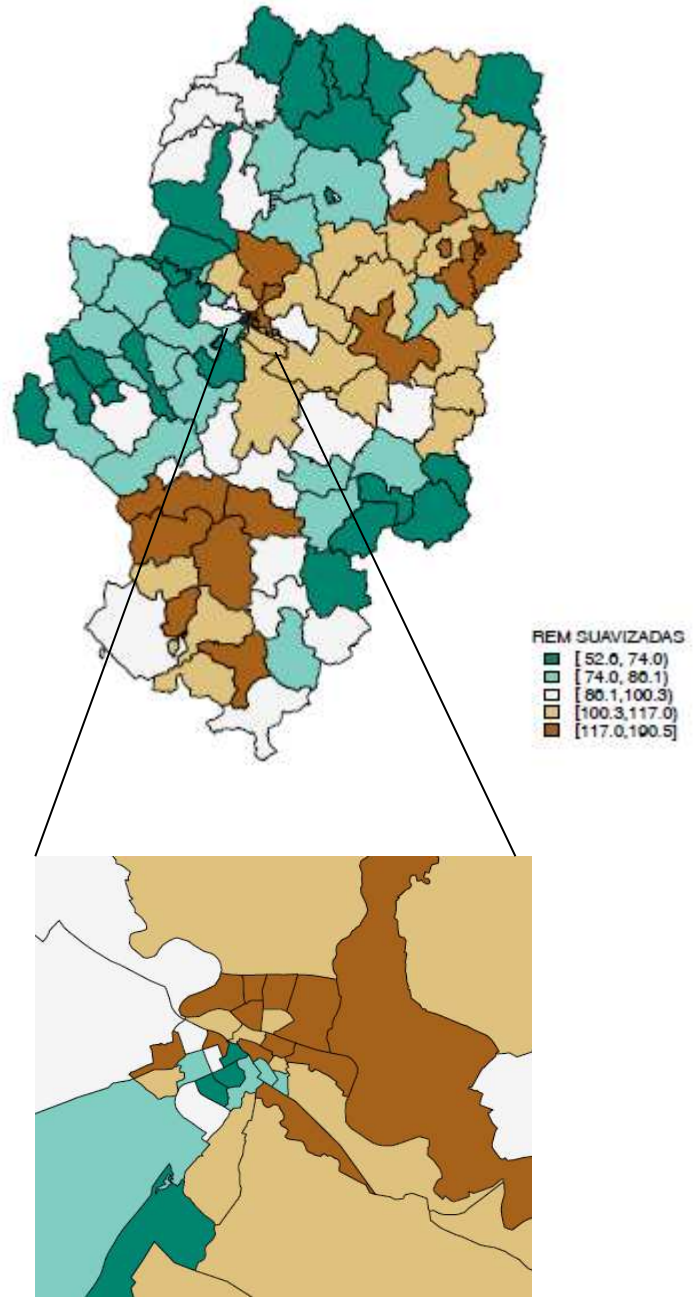 REM SUAVIZADAS
[ 52.6, 74.0)
[ 74.0, 86.1)
[ 86.1,100.3)
[100.3,117.0)
[117.0,190.5]